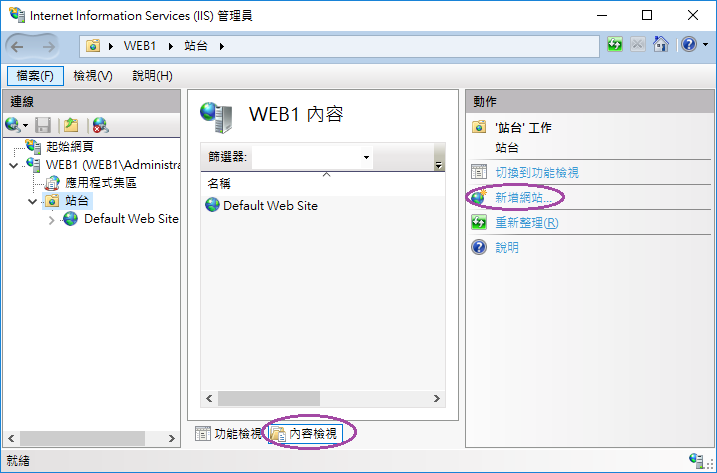 Internet Information Services (IIS) 管理員
WEB1 站台
檔案(F) 檢視(V) 說明(H)
連線
起始網頁
WEB1 (WEB1\Administra
應用程式集區
站台
Default Web Site
WEB1 內容
篩選器:
名稱
Default Web Site
功能檢視 內容檢視
動作
'站台' 工作
站台
切換到功能檢視
新增網站...
重新整理(R)
說明
就緒